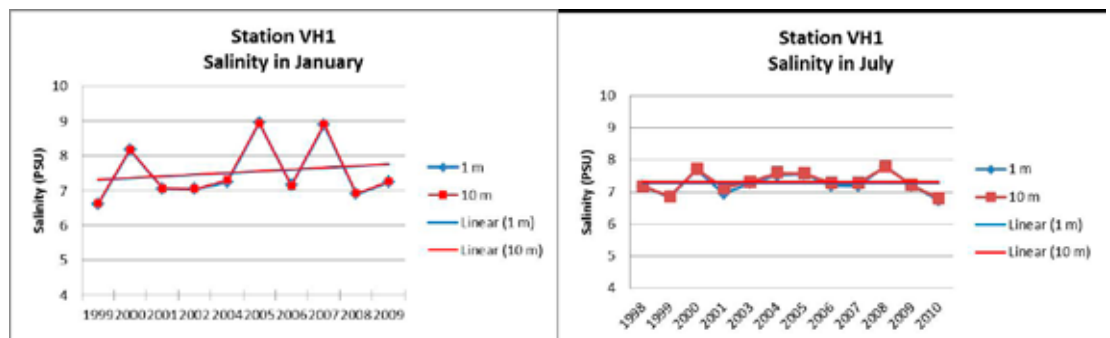 Station VH1
Salinity in January
Salinity (PSU)
10
9
8
7
6
5
4
1999 2000 2001 2002 2004 2005 2006 2007 2008 2009
1 m
10 m
Linear (1 m)
Linear (10 m)
Station VH1
Salinity in July
Salinity (PSU)
10
9
8
7
6
5
4
1998 1999 2000 2001 2003 2004 2005 2006 2007 2008 2009 2010
1 m
10 m
Linear (1 m)
Linear (10 m)